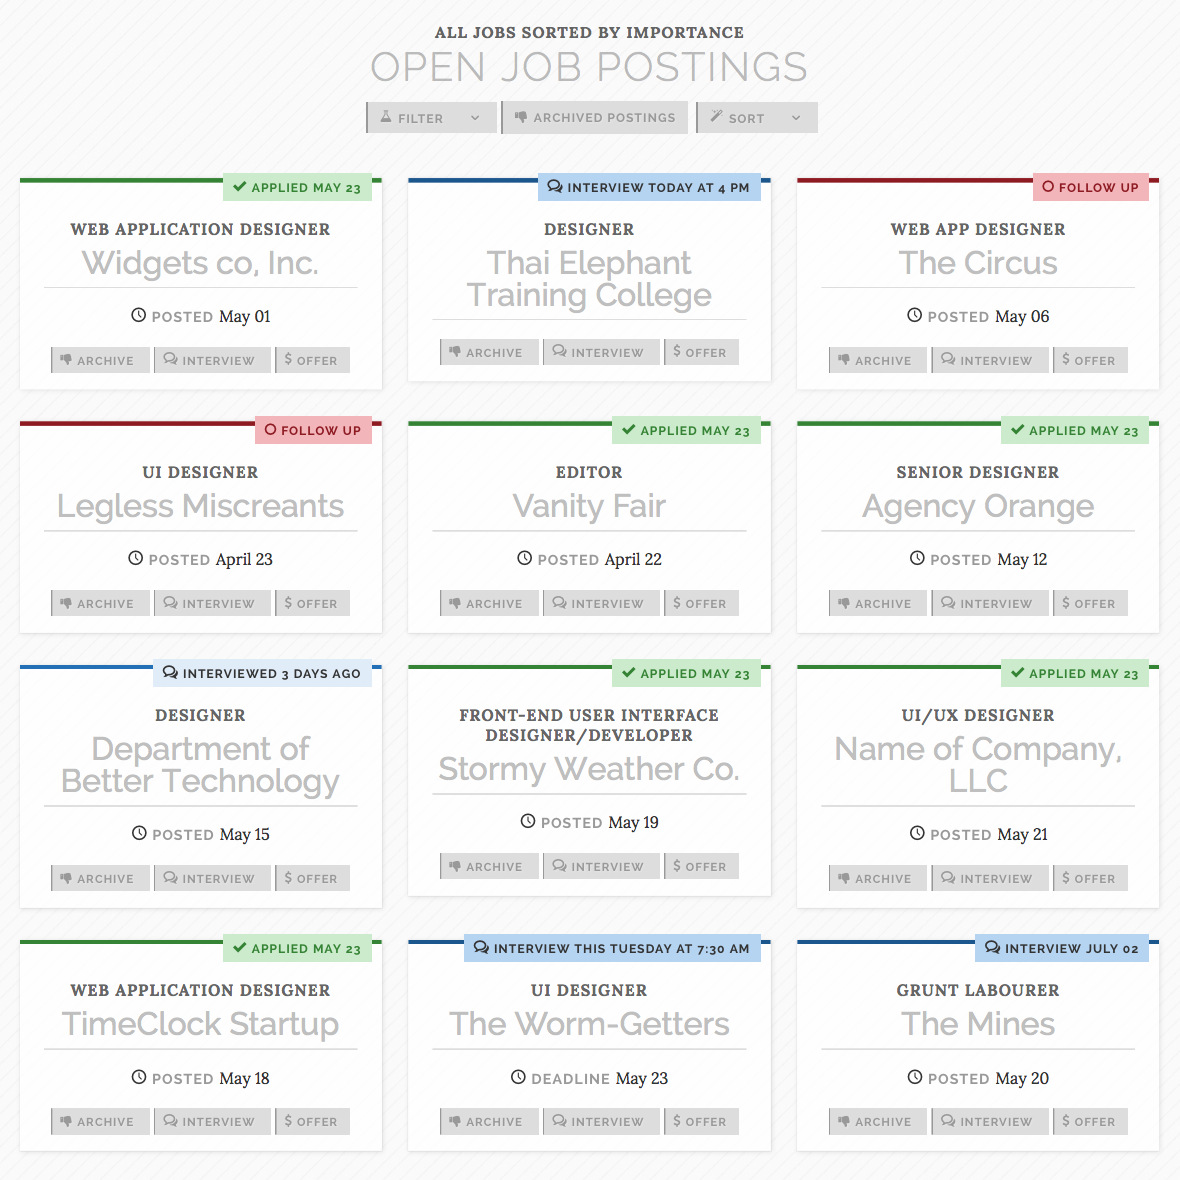 ALL JOBS SORTED BY IMPORTANCE
OPEN JOB POSTINGS
FILTER ARCHIVED POSTINGS SORT
APPLIED MAY 23
WEB APPLICATION DESIGNER
Widgets co, Inc.
POSTED May 01
ARCHIVE INTERVIEW $ OFFER
INTERVIEW TODAY AT 4 PM
DESIGNER
Thai Elephant
Training College
ARCHIVE INTERVIEW $ OFFER
FOLLOW UP
WEB APP DESIGNER
The Circus
POSTED May 06
ARCHIVE INTERVIEW $ OFFER
FOLLOW UP
UI DESIGNER
Legless Miscreants
POSTED April 23
ARCHIVE INTERVIEW $ OFFER
APPLIED MAY 23
EDITOR
Vanity Fair
POSTED April 22
ARCHIVE INTERVIEW $ OFFER
APPLIED MAY 23
SENIOR DESIGNER
Agency Orange
POSTED May 12
ARCHIVE INTERVIEW $ OFFER
INTERVIEWED 3 DAYS AGO
DESIGNER
Department of
Better Technology
POSTED May 15
ARCHIVE INTERVIEW $ OFFER
APPLIED MAY 23
FRONT-END USER INTERFACE
DESIGNER/DEVELOPER
Stormy Weather Co.
POSTED May 19
ARCHIVE INTERVIEW $ OFFER
APPLIED MAY 23
UI/UX DESIGNER
Name of Company,
LLC
POSTED May 21
ARCHIVE INTERVIEW $ OFFER
APPLIED MAY 23
WEB APPLICATION DESIGNER
TimeClock Startup
POSTED May 18
ARCHIVE INTERVIEW $ OFFER
INTERVIEW THIS TUESDAY AT 7:30 AM
UI DESIGNER
The Worm-Getters
DEADLINE May 23
ARCHIVE INTERVIEW $ OFFER
INTERVIEW JULY 02
GRUNT LABOURER
The Mines
POSTED May 20
ARCHIVE INTERVIEW $ OFFER